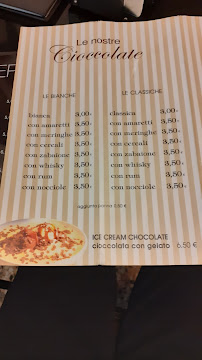 Le nostre
Cioccolate
LE BIANCHE
bianca 3,00€
con amaretti 3,50€
con meringhe 3,50€
con cereali 3,50€
con zabaione 3,50€
con whisky 3,50€
con rum 3,50€
con nocciole 3,50€
LE CLASSICHE
classica 3,00€
con amaretti 3,50€
con meringhe 3,50€
con cereali 3,50€
con zabaione 3,50€
con whisky 3,50€
con rum 3,50€
con nocciole 3,50€
aggiunta panna 0,50 €
ICE CREAM CHOCOLATE
cioccolata con gelato 6,50 €